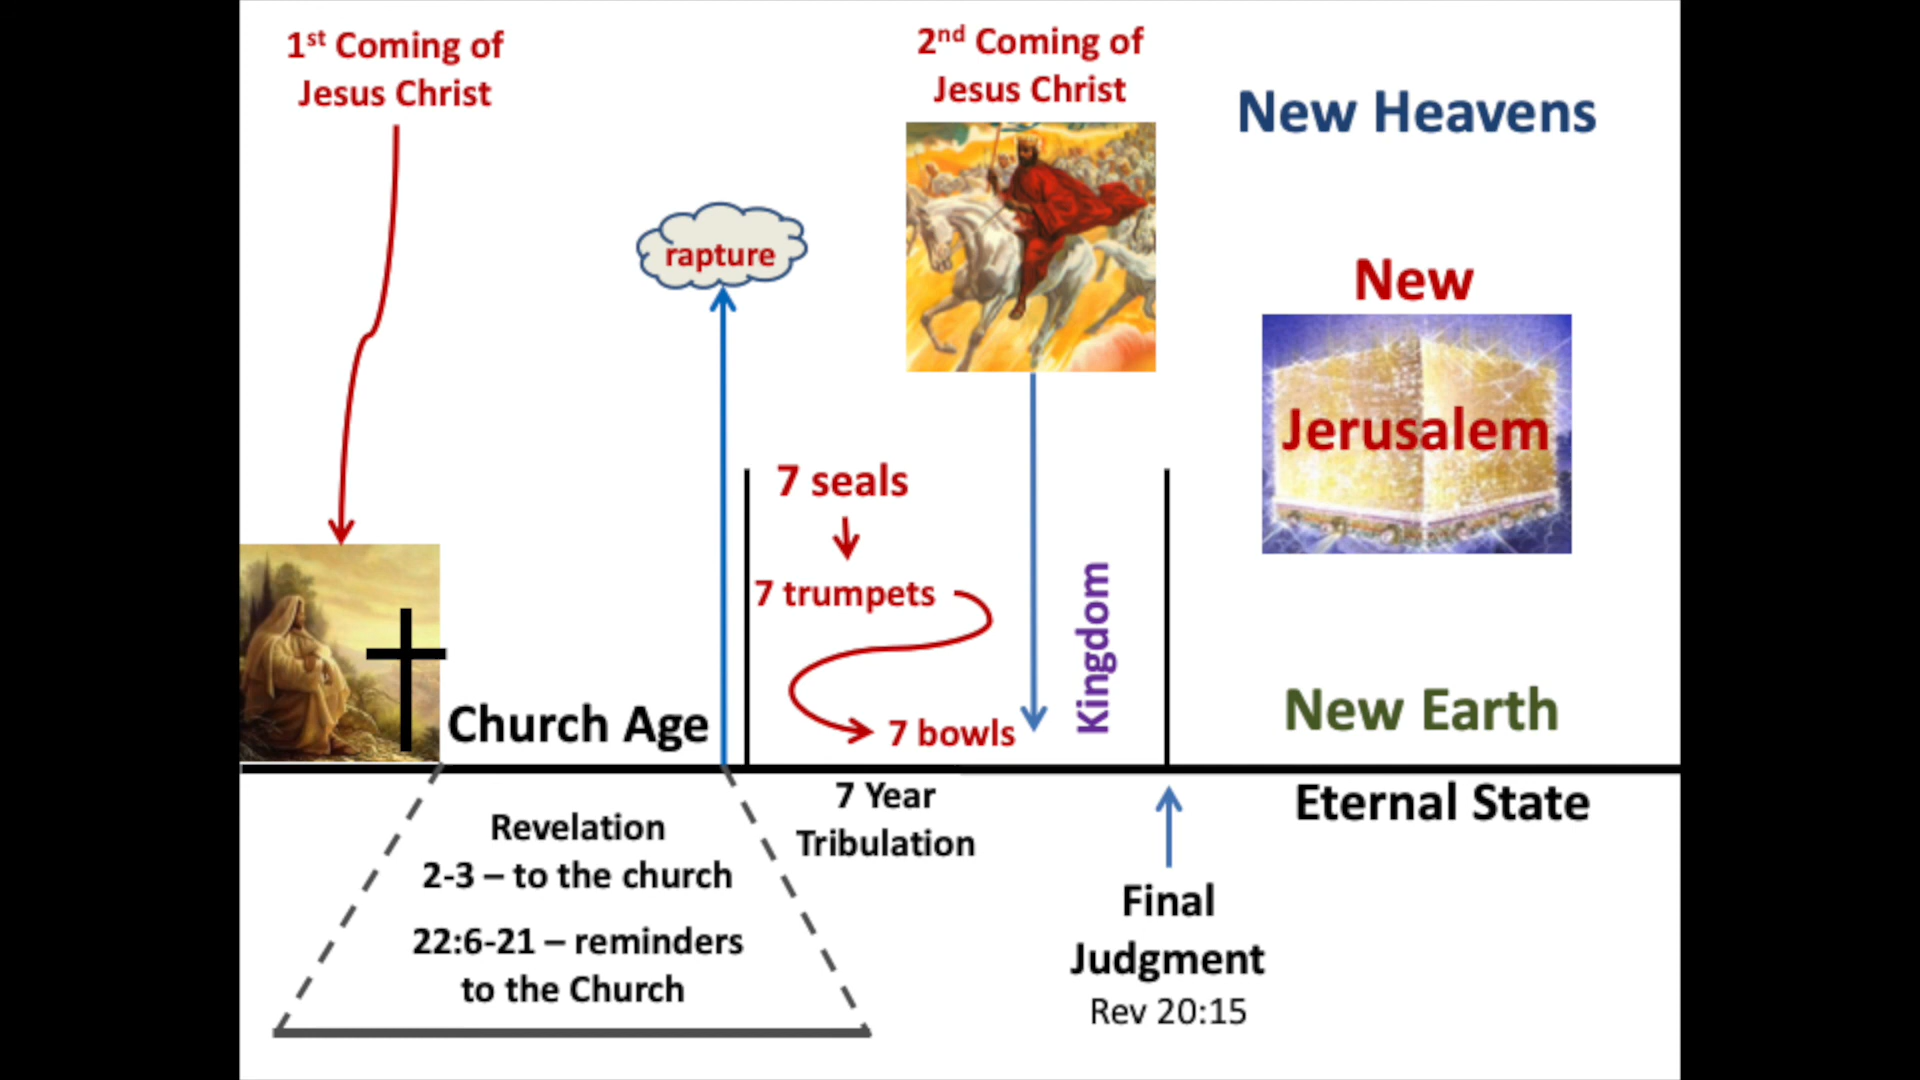 1st Coming of
Jesus Christ
2nd Coming of
Jesus Christ
New Heavens
rapture
New
Jerusalem
7 seals
7 trumpets
7 bowls
Kingdom
Church Age
New Earth
Revelation
2-3 – to the church
22:6-21 – reminders
to the Church
7 Year
Tribulation
Final
Judgment
Rev 20:15
Eternal State